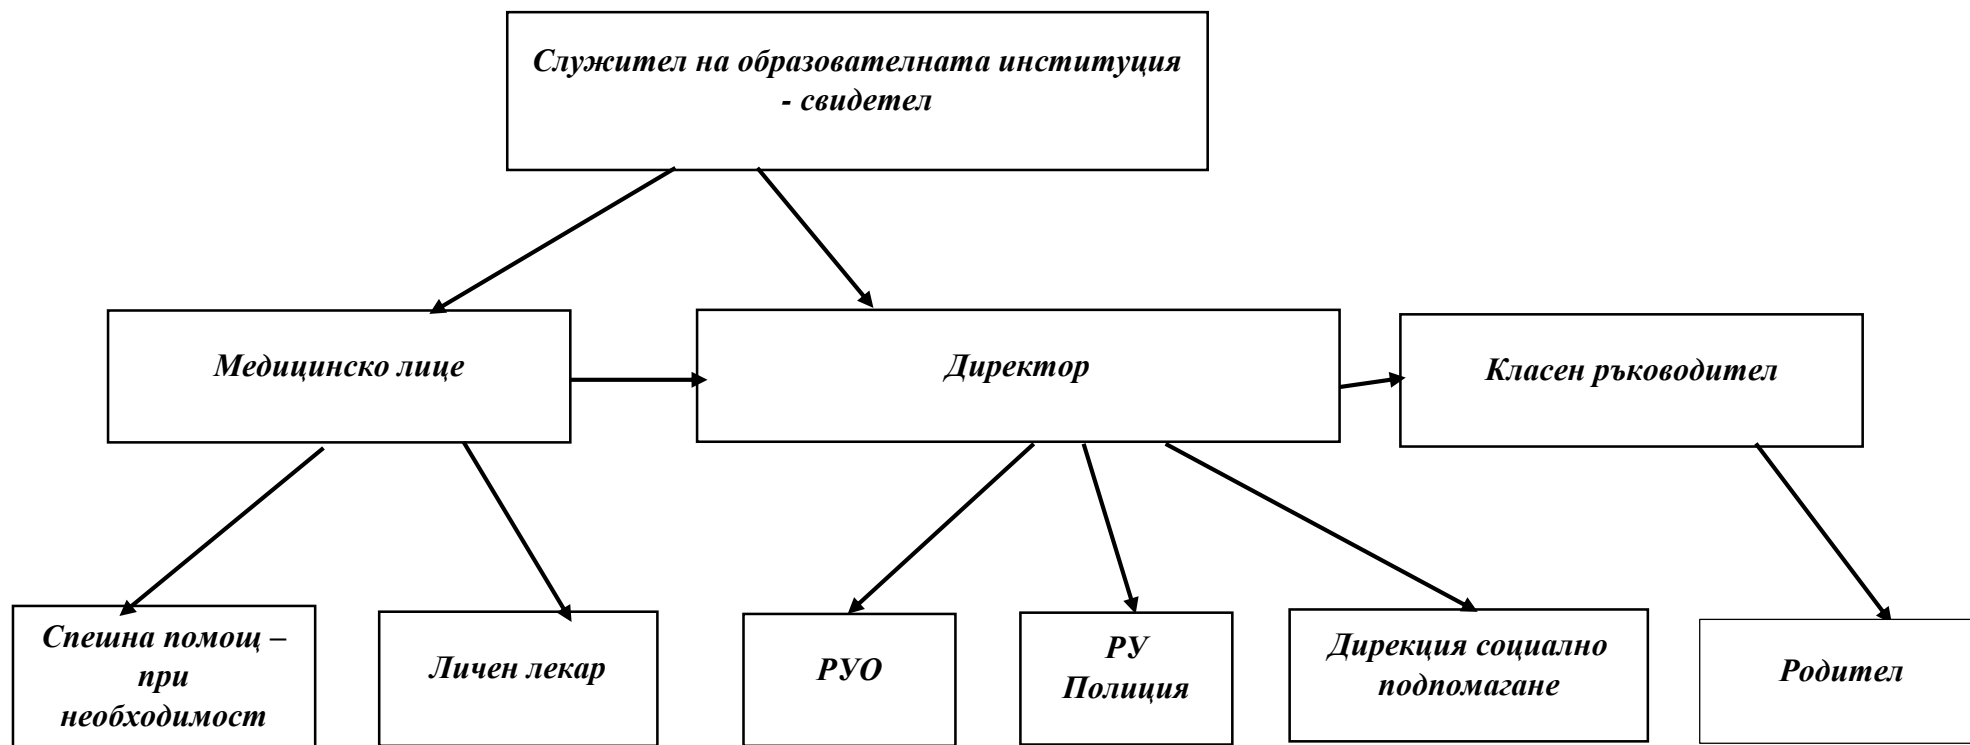 Служител на образователната институция
- свидетел
Медицинско лице
Директор
Класен ръководител
Спешна помощ –
при
необходимост
Личен лекар
РУО
РУ
Полиция
Дирекция социално
подпомагане
Родител